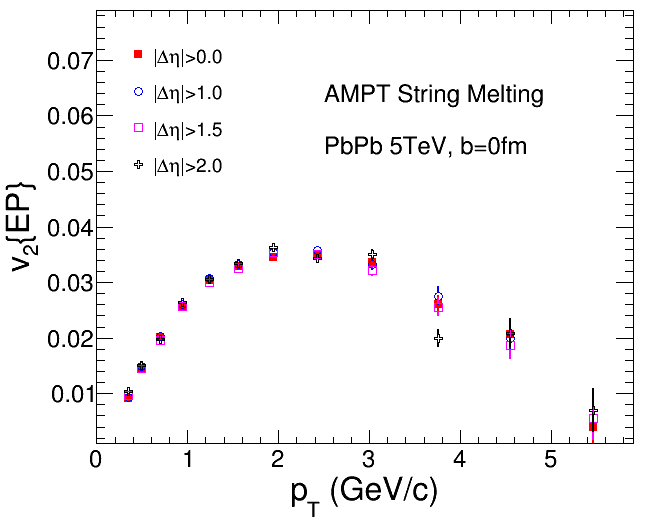 0.07
0.06
0.05
0.04
0.03
0.02
0.01
v2{EP}
|Δη|>0.0
|Δη|>1.0
|Δη|>1.5
|Δη|>2.0
AMPT String Melting
PbPb 5TeV, b=0fm
0 1 2 3 4 5
pT (GeV/c)